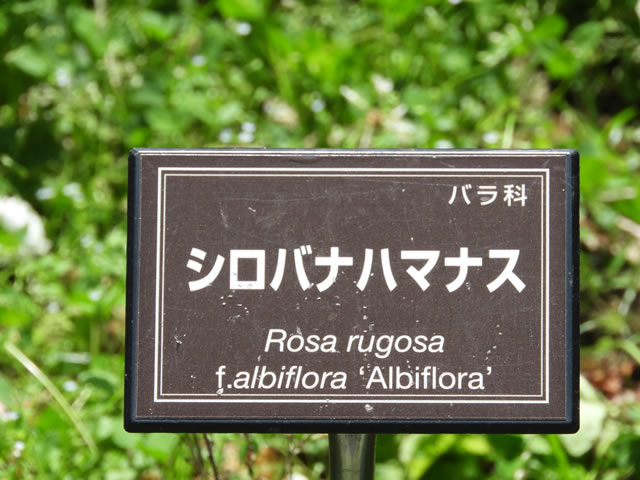 バラ科
シロバナハマナス
Rosa rugosa
f.albiflora ‘Albiflora’